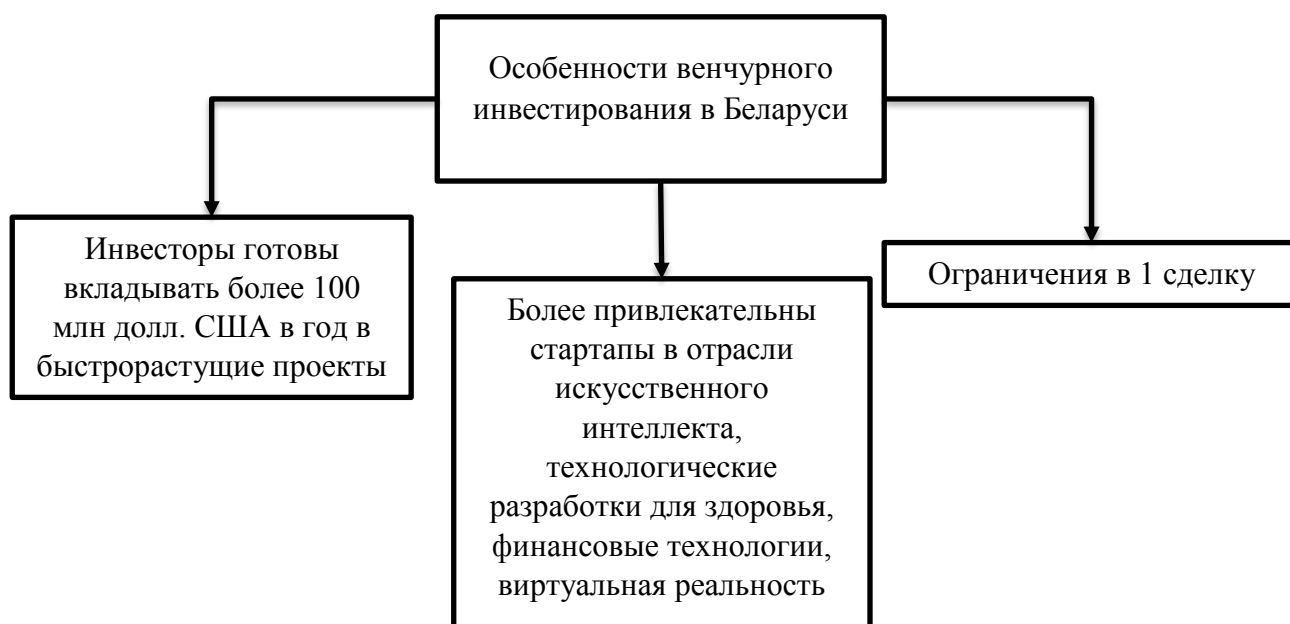 Особенности венчурного
инвестирования в Беларуси
Инвесторы готовы
вкладывать более 100
млн долл. США в год в
быстрорастущие проекты
Более привлекательны
стартапы в отрасли
искусственного
интеллекта,
технологические
разработки для здоровья,
финансовые технологии,
виртуальная реальность
Ограничения в 1 сделку